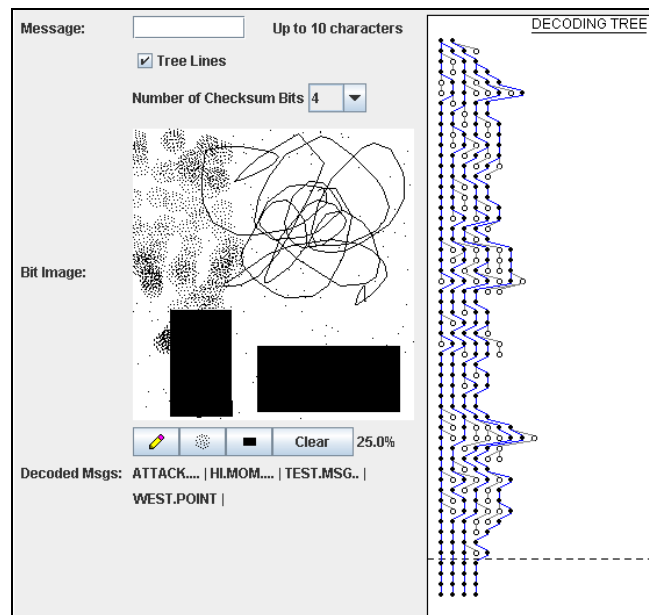 Message: Up to 10 characters
DECODING TREE
Tree Lines
Number of Checksum Bits 4
Bit Image:
Clear 25.0%
Decoded Msgs: ATTACK.... | HI.MOM.... | TEST.MSG.. |
WEST.POINT |